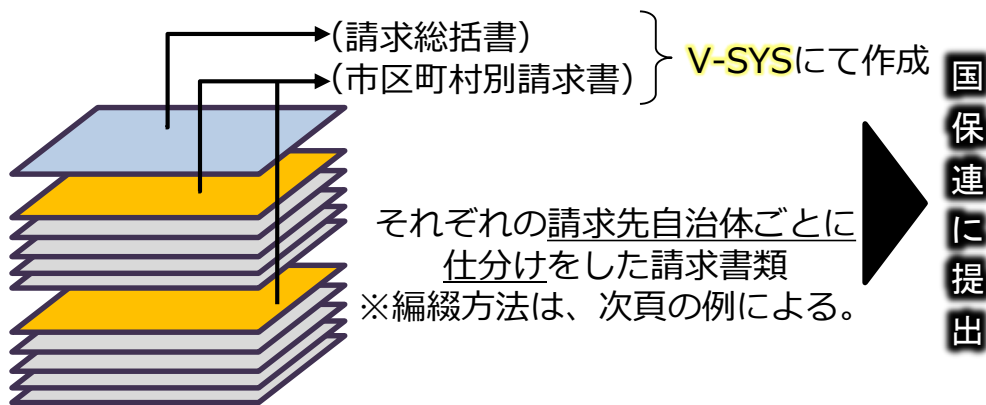 (請求総括書)
(市区町村別請求書)
V-SYSにて作成
それぞれの請求先自治体ごとに
仕分けをした請求書類
※編綴方法は、次頁の例による。
国保連に提出